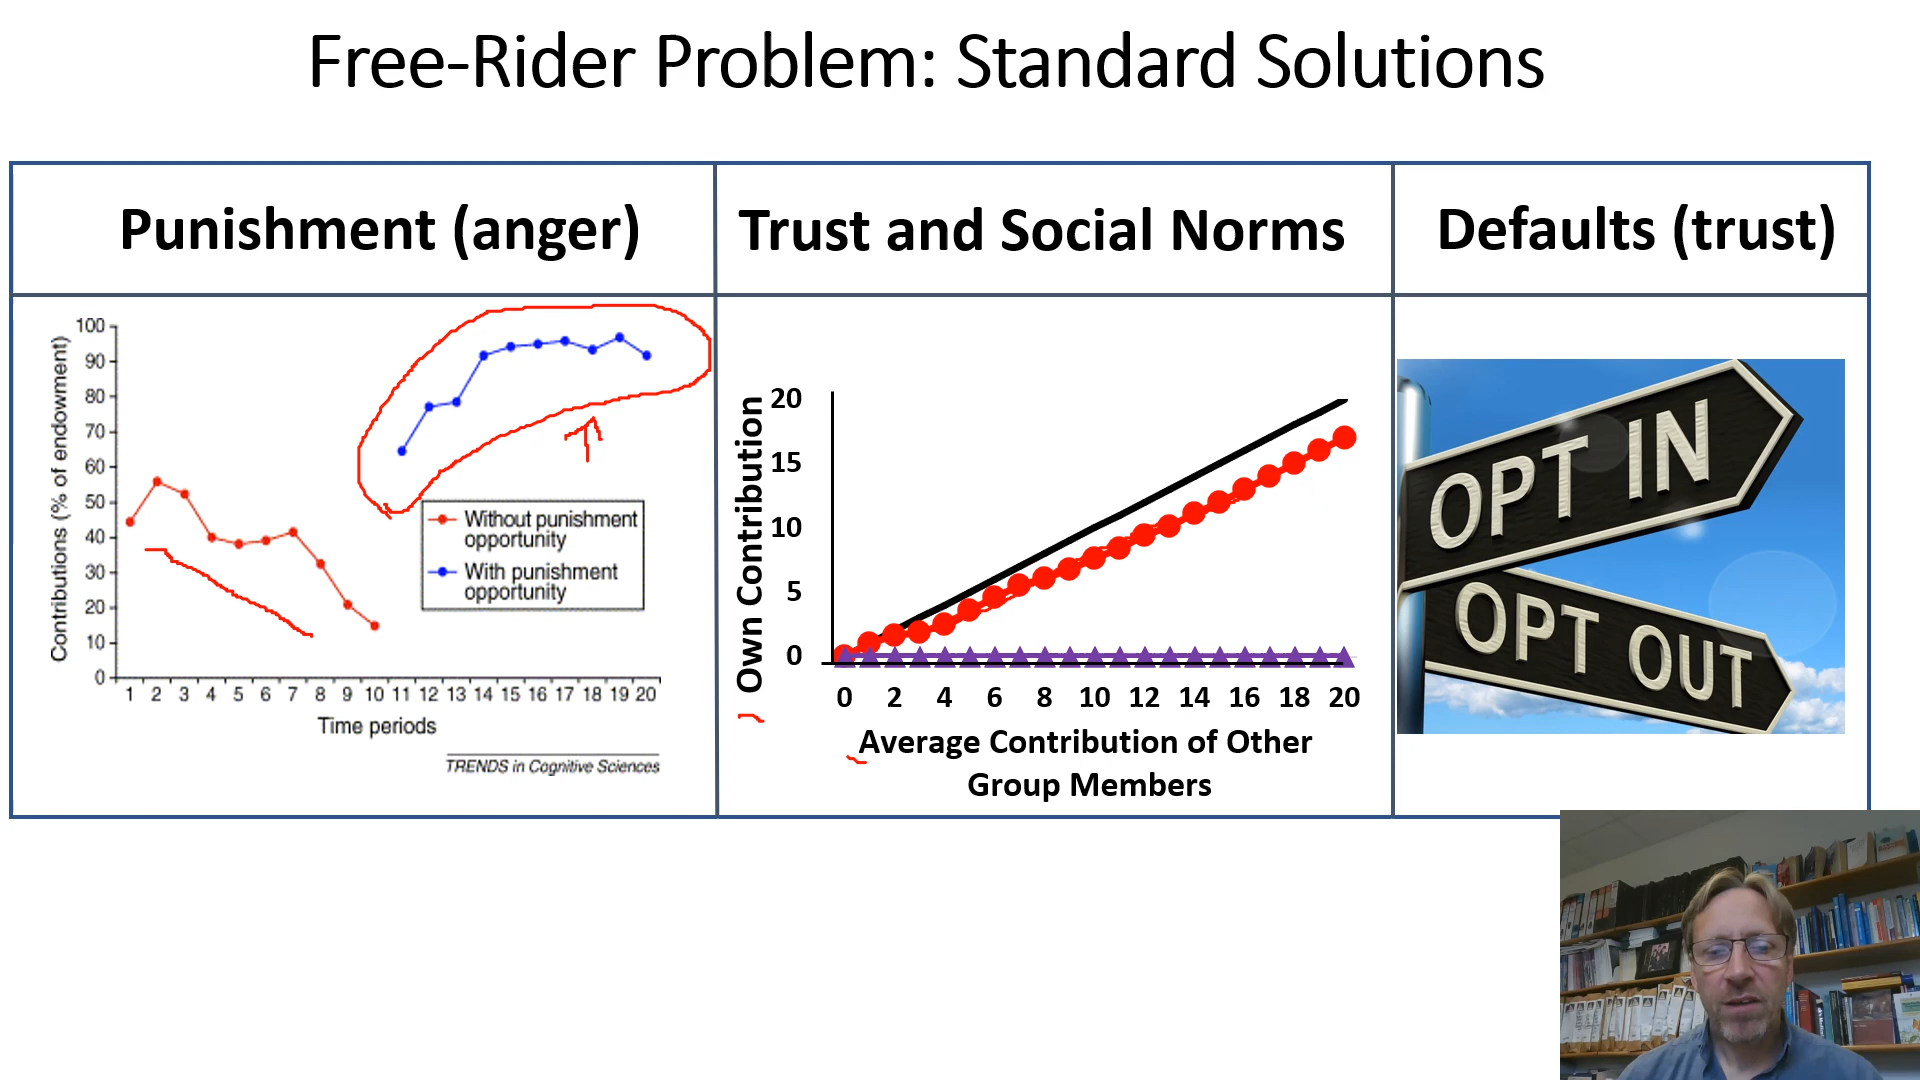 Free-Rider Problem: Standard Solutions
Punishment (anger)
Trust and Social Norms
Defaults (trust)
Contributions (% of endowment)
100
90
80
70
60
50
40
30
20
10
0
1 2 3 4 5 6 7 8 9 10 11 12 13 14 15 16 17 18 19 20
Time periods
Without punishment
opportunity
With punishment
opportunity
TRENDS in Cognitive Sciences
Own Contribution
20
15
10
5
0
0 2 4 6 8 10 12 14 16 18 20
Average Contribution of Other
Group Members
OPT IN
OPT OUT